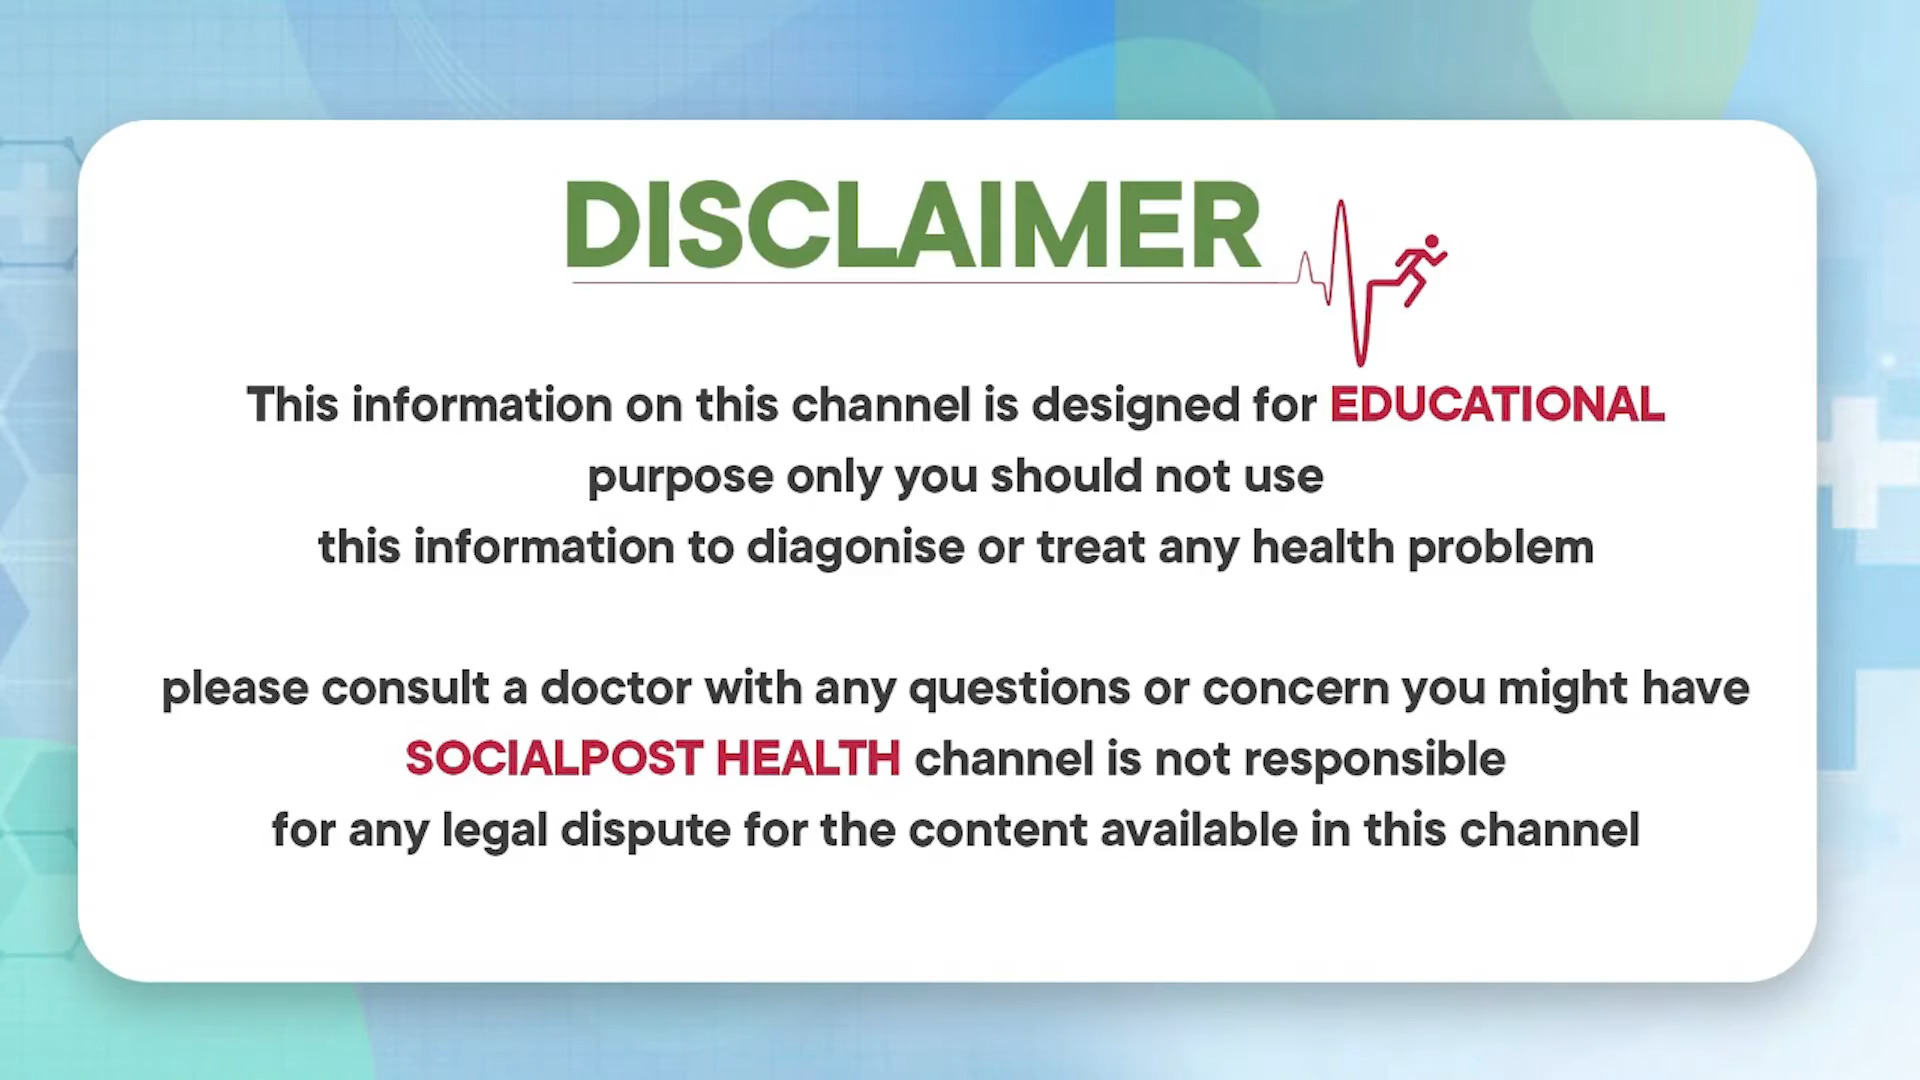 DISCLAIMER
This information on this channel is designed for EDUCATIONAL
purpose only you should not use
this information to diagonise or treat any health problem
please consult a doctor with any questions or concern you might have
SOCIALPOST HEALTH channel is not responsible
for any legal dispute for the content available in this channel